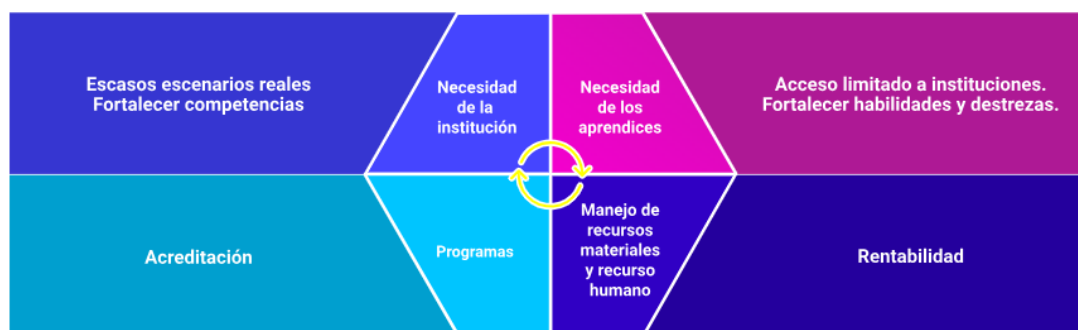 Escasos escenarios reales
Fortalecer competencias
Necesidad
de la
institución
Necesidad
de los
aprendices
Acceso limitado a instituciones.
Fortalecer habilidades y destrezas.
Acreditación
Programas
Manejo de
recursos
materiales
y recurso
humano
Rentabilidad